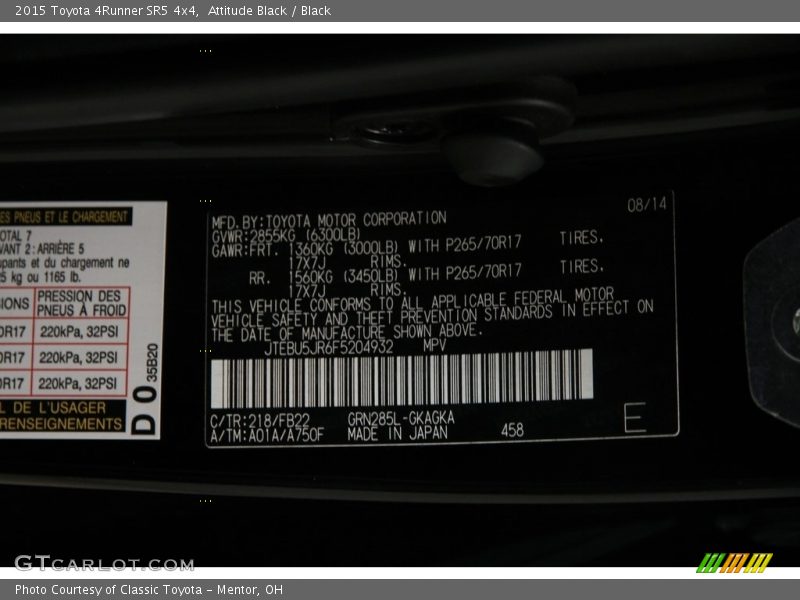 2015 Toyota 4Runner SR5 4x4, Attitude Black / Black
ES PNEUS ET LE CHARGEMENT
OTAL 7
VANT 2: ARRIÈRE 5
upants et du chargement ne
25 kg ou 1165 lb.
IONS PRESSION DES PNEUS À FROID
0R17 220kPa, 32PSI
0R17 220kPa, 32PSI
0R17 220kPa, 32PSI
L DE L'USAGER
RENSEIGNEMENTS
D 0 35B20
08/14
MFD. BY: TOYOTA MOTOR CORPORATION
GVWR: 2855KG (6300LB)
GAWR: FRT. 1360KG (3000LB) WITH P265/70R17 TIRES.
17X7J RIMS.
RR. 1560KG (3450LB) WITH P265/70R17 TIRES.
17X7J RIMS.
THIS VEHICLE CONFORMS TO ALL APPLICABLE FEDERAL MOTOR
VEHICLE SAFETY AND THEFT PREVENTION STANDARDS IN EFFECT ON
THE DATE OF MANUFACTURE SHOWN ABOVE.
JTEBU5JR6F5204932 MPV
C/TR: 218/FB22 GRN285L-GKAGKA
A/TM: A01A/A750F MADE IN JAPAN 458 E
GTCARLOT.COM
Photo Courtesy of Classic Toyota - Mentor, OH